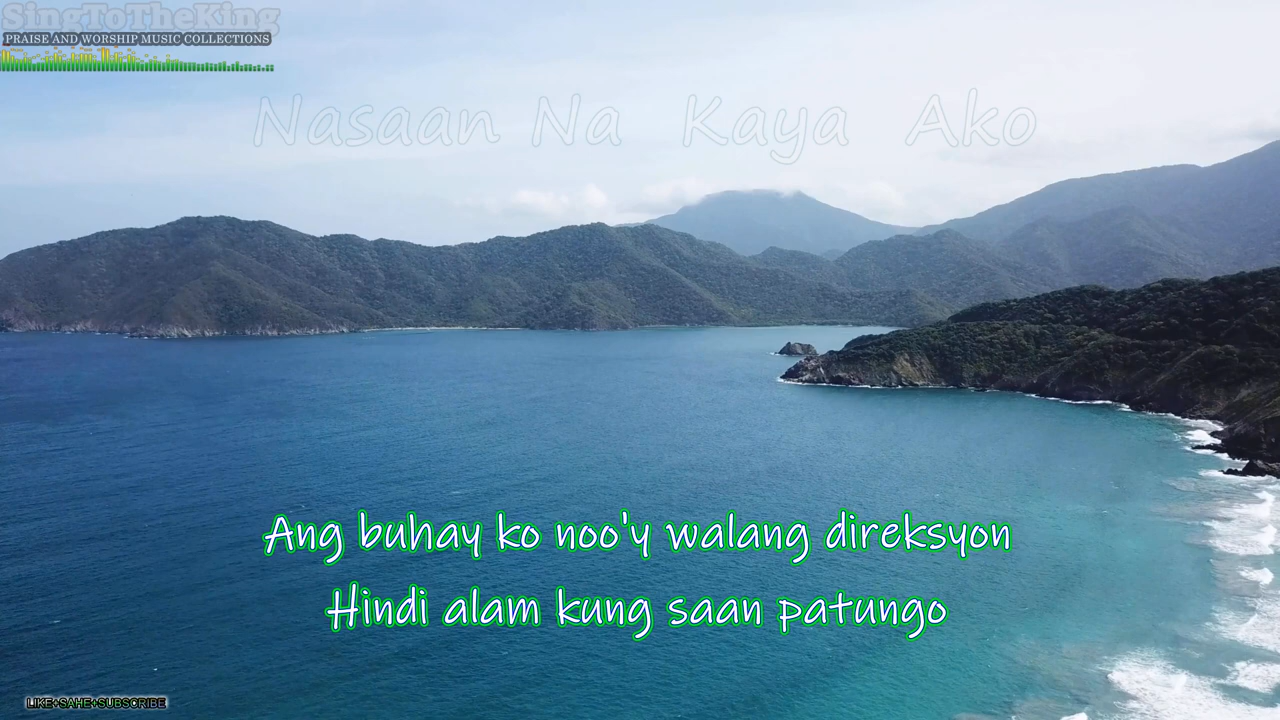 SingToTheKing
PRAISE AND WORSHIP MUSIC COLLECTIONS
Nasaan Na Kaya Ako
Ang buhay ko noo'y walang direksyon
Hindi alam kung saan patungo
LIKE+SAHE+SUBSCRIBE